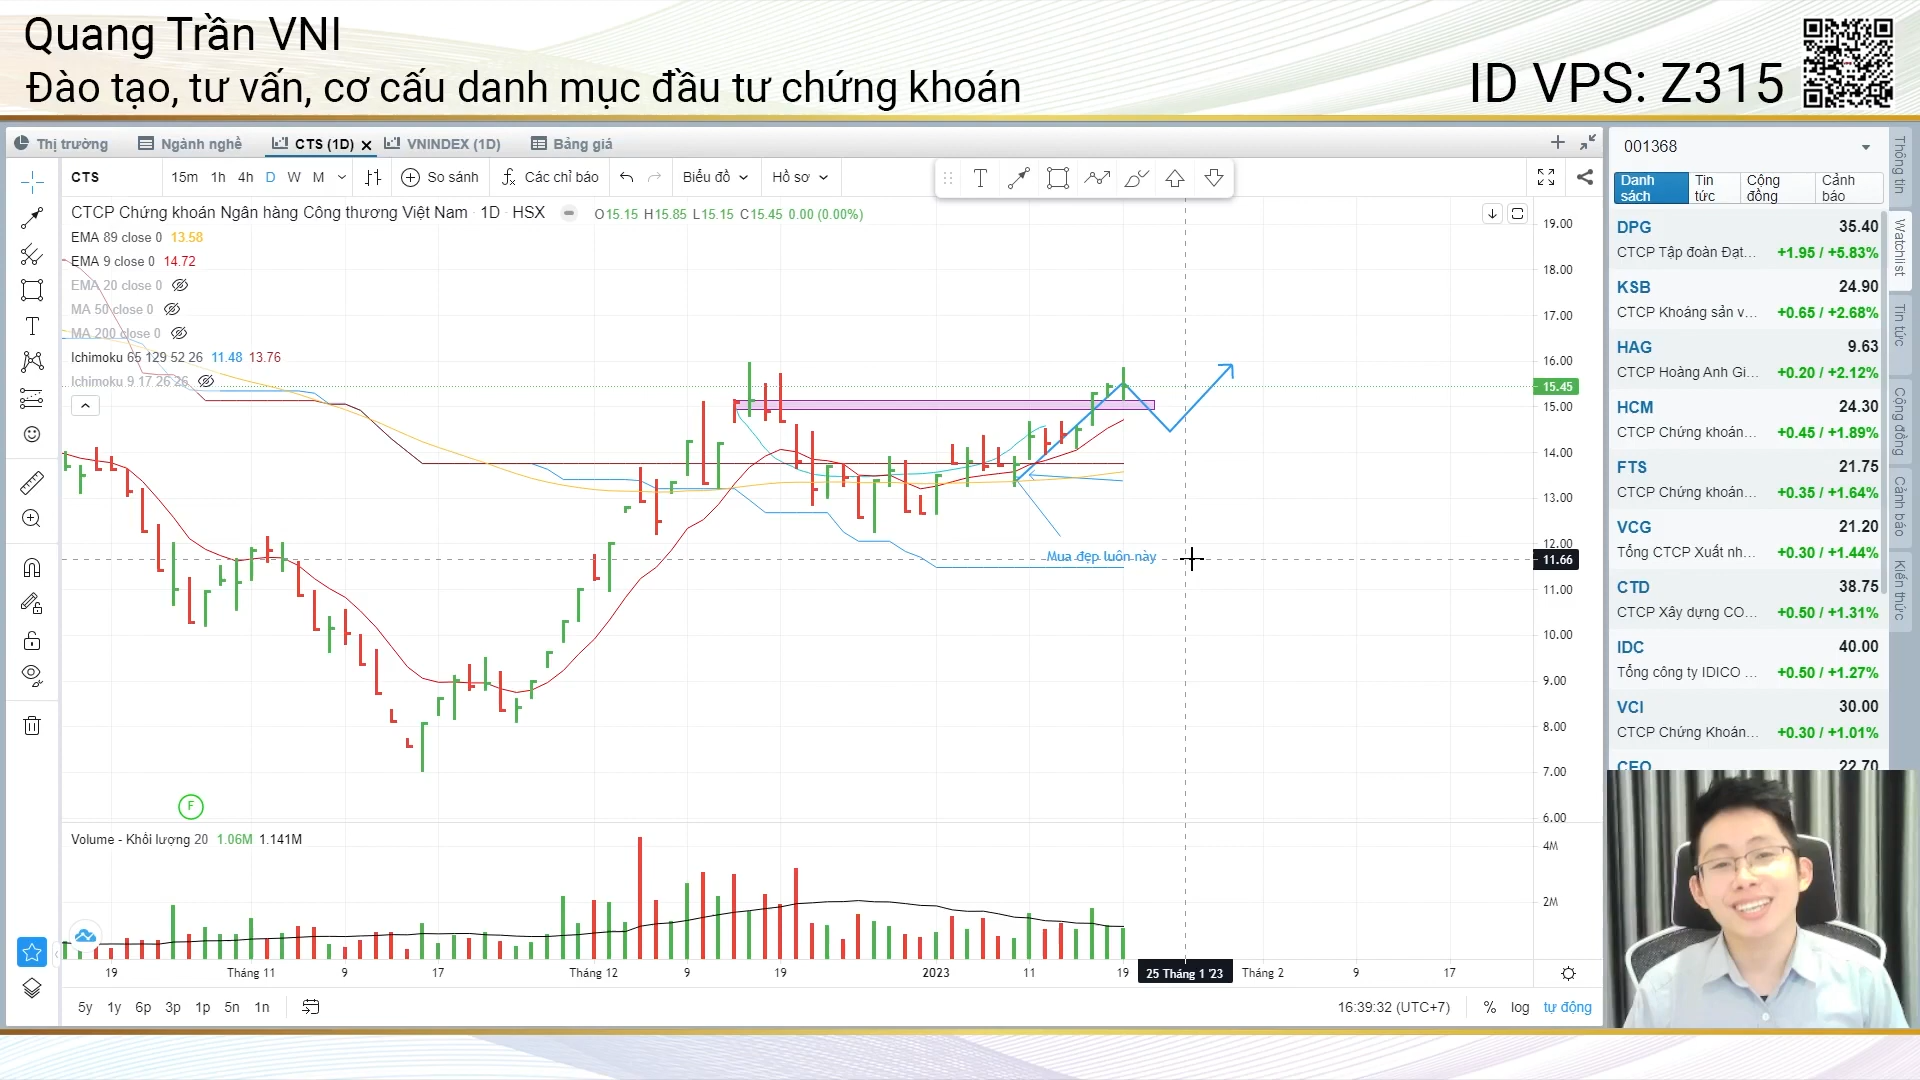 Quang Trần VNI
Đào tạo, tư vấn, cơ cấu danh mục đầu tư chứng khoán
ID VPS: Z315
Thị trường
Ngành nghề
CTS (1D)
VNINDEX (1D)
Bảng giá
CTS
15m 1h 4h D W M
So sánh
Các chỉ báo
Biểu đồ
Hồ sơ
CTCP Chứng khoán Ngân hàng Công thương Việt Nam · 1D · HSX
O15.15 H15.85 L15.15 C15.45 0.00 (0.00%)
EMA 89 close 0 13.58
EMA 9 close 0 14.72
EMA 20 close 0
MA 50 close 0
MA 200 close 0
Ichimoku 65 129 52 26 11.48 13.76
Ichimoku 9 17 26 26
Mua đẹp luôn này
19.00
18.00
17.00
16.00
15.45
15.00
14.00
13.00
12.00
11.66
11.00
10.00
9.00
8.00
7.00
6.00
F
Volume - Khối lượng 20 1.06M 1.141M
4M
2M
19 Tháng 11 9 17 Tháng 12 9 19 2023 11 19 25 Tháng 1 '23 Tháng 2 9 17
5y 1y 6p 3p 1p 5n 1n
16:39:32 (UTC+7)
% log tự động
001368
Danh sách
Tin tức
Cộng đồng
Cảnh báo
DPG 35.40
CTCP Tập đoàn Đạt... +1.95 / +5.83%
KSB 24.90
CTCP Khoáng sản v... +0.65 / +2.68%
HAG 9.63
CTCP Hoàng Anh Gi... +0.20 / +2.12%
HCM 24.30
CTCP Chứng khoán... +0.45 / +1.89%
FTS 21.75
CTCP Chứng khoán... +0.35 / +1.64%
VCG 21.20
Tổng CTCP Xuất nh... +0.30 / +1.44%
CTD 38.75
CTCP Xây dựng CO... +0.50 / +1.31%
IDC 40.00
Tổng công ty IDICO ... +0.50 / +1.27%
VCI 30.00
CTCP Chứng Khoán... +0.30 / +1.01%
CEO 22.70
Thông tin
Watchlist
Tin tức
Cộng đồng
Cảnh báo
Kiến thức